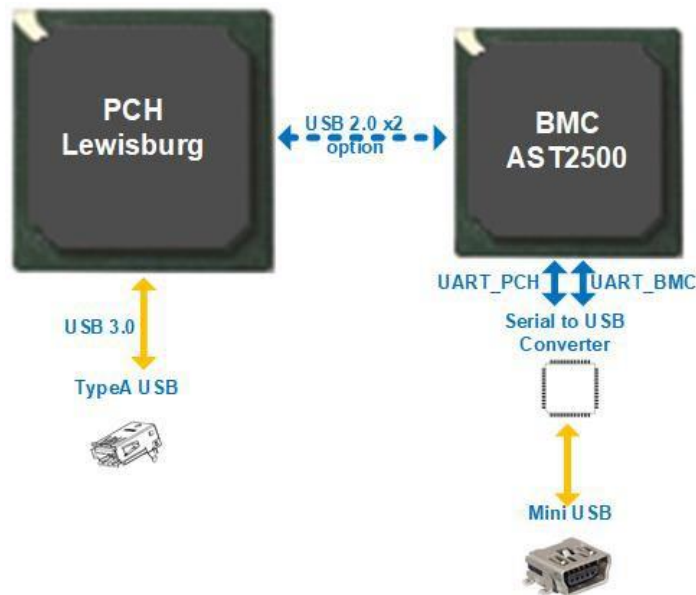 PCH
Lewisburg
USB 2.0 x2
option
BMC
AST2500
UART_PCH
UART_BMC
USB 3.0
Serial to USB
Converter
TypeA USB
Mini USB